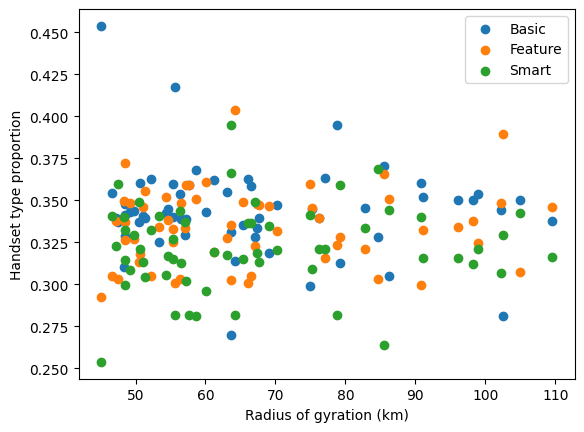 0.450
0.425
0.400
0.375
0.350
0.325
0.300
0.275
0.250
Handset type proportion
50 60 70 80 90 100 110
Radius of gyration (km)
Basic
Feature
Smart